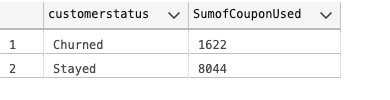 customerstatus SumofCouponUsed
1 Churned 1622
2 Stayed 8044